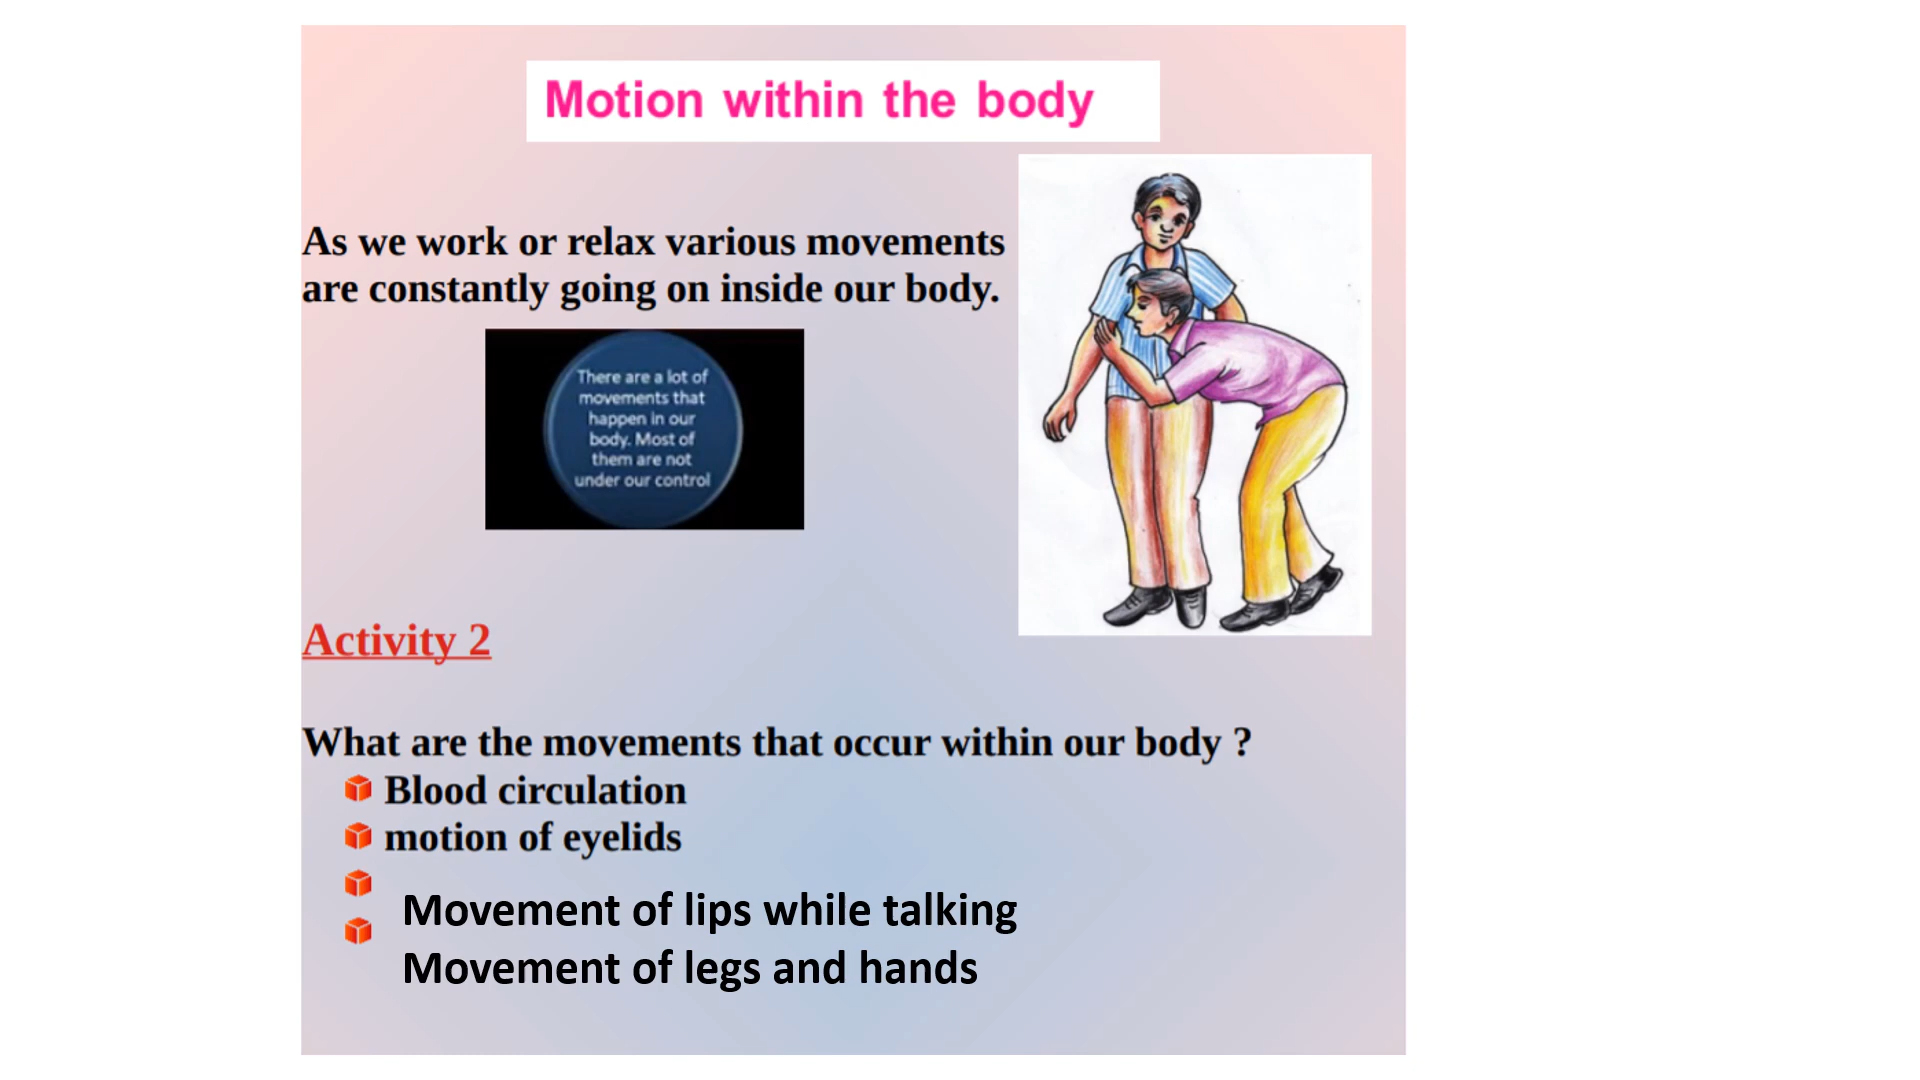 Motion within the body
As we work or relax various movements
are constantly going on inside our body.
There are a lot of
movements that
happen in our
body. Most of
them are not
under our control
Activity 2
What are the movements that occur within our body ?
Blood circulation
motion of eyelids
Movement of lips while talking
Movement of legs and hands